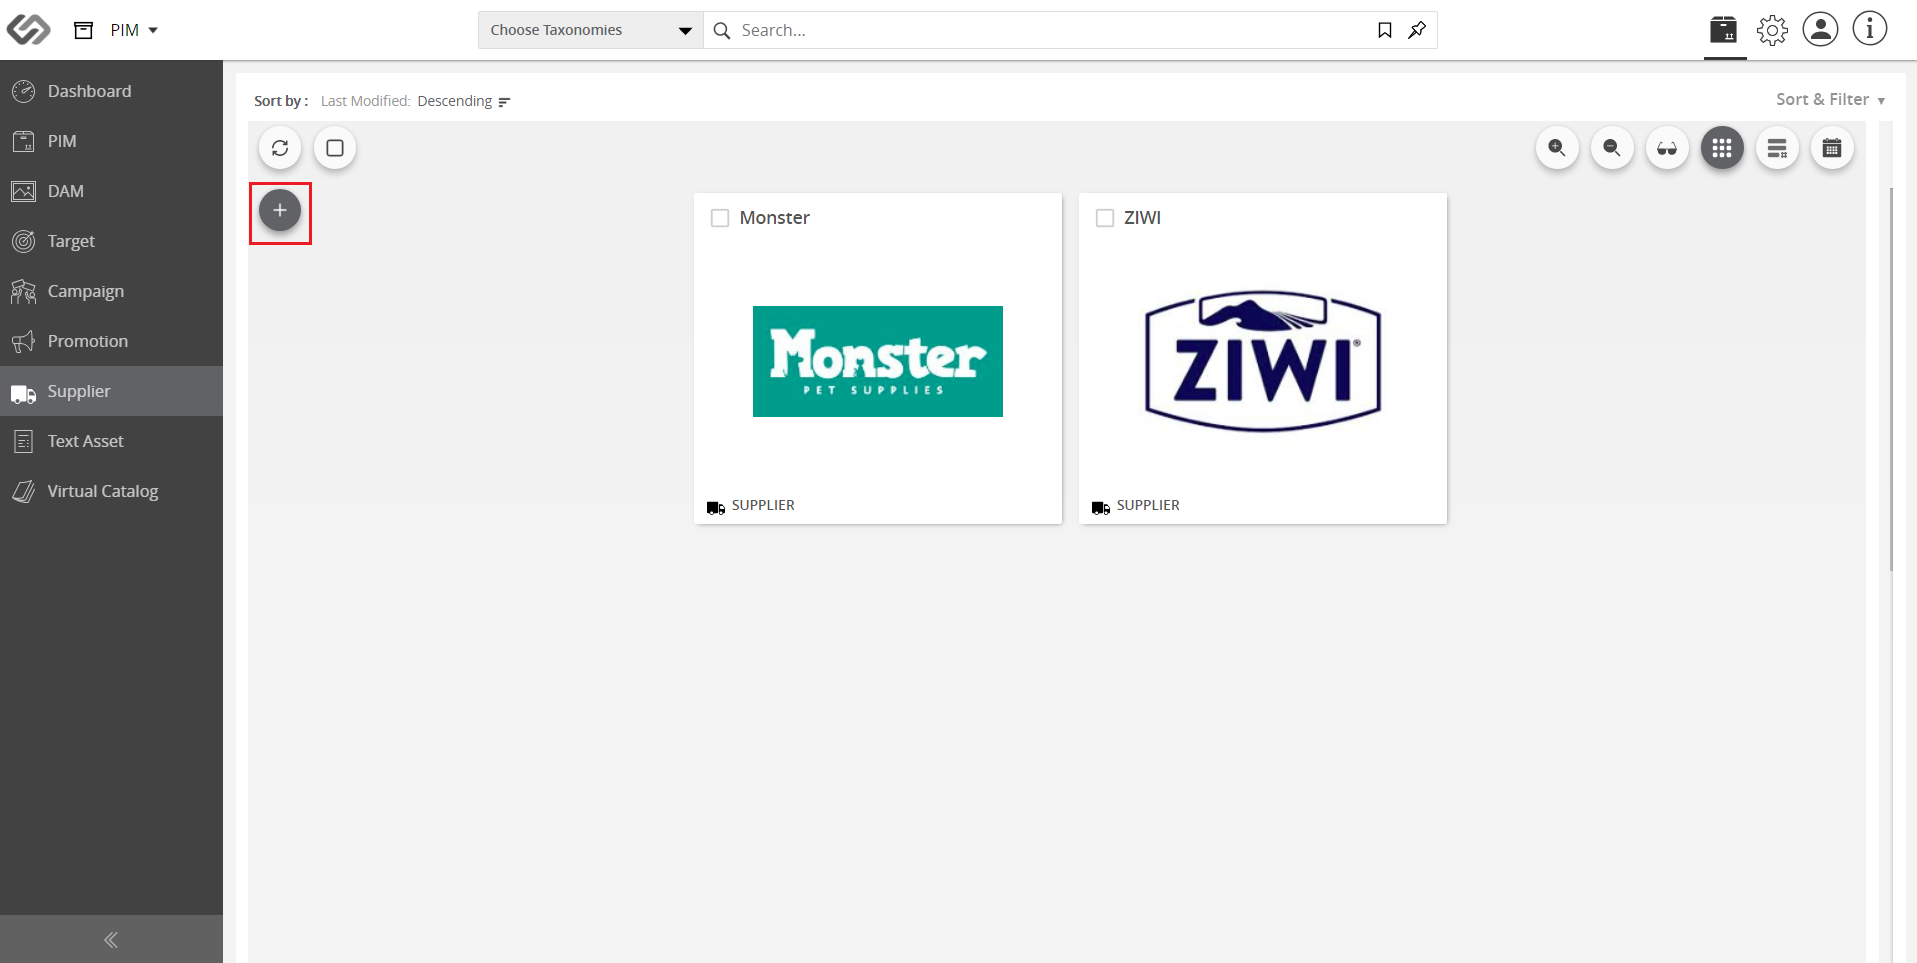 PIM
Choose Taxonomies
Search...
Dashboard
PIM
DAM
Target
Campaign
Promotion
Supplier
Text Asset
Virtual Catalog
Sort by : Last Modified: Descending
Sort & Filter
Monster
Monster
PET SUPPLIES
SUPPLIER
ZIWI
ZIWI®
SUPPLIER